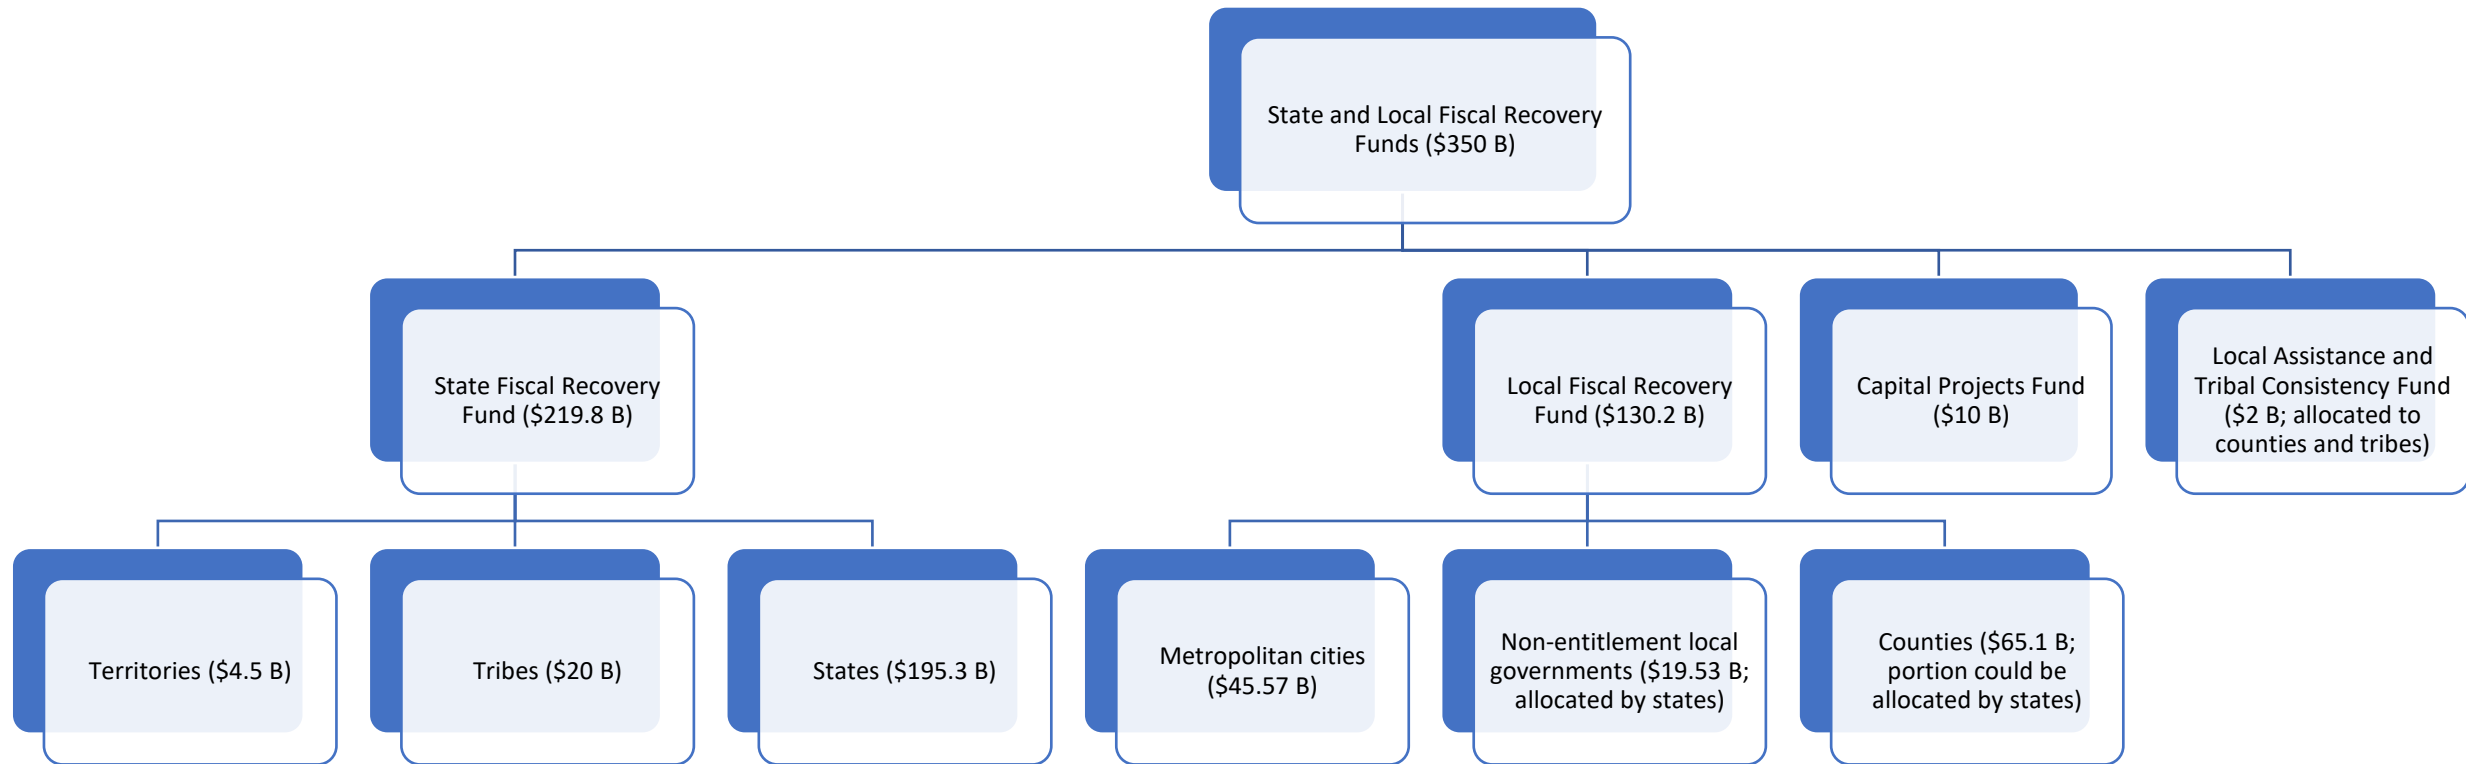 State and Local Fiscal Recovery
Funds ($350 B)
State Fiscal Recovery
Fund ($219.8 B)
Local Fiscal Recovery
Fund ($130.2 B)
Capital Projects Fund
($10 B)
Local Assistance and
Tribal Consistency Fund
($2 B; allocated to
counties and tribes)
Territories ($4.5 B)
Tribes ($20 B)
States ($195.3 B)
Metropolitan cities
($45.57 B)
Non-entitlement local
governments ($19.53 B;
allocated by states)
Counties ($65.1 B;
portion could be
allocated by states)